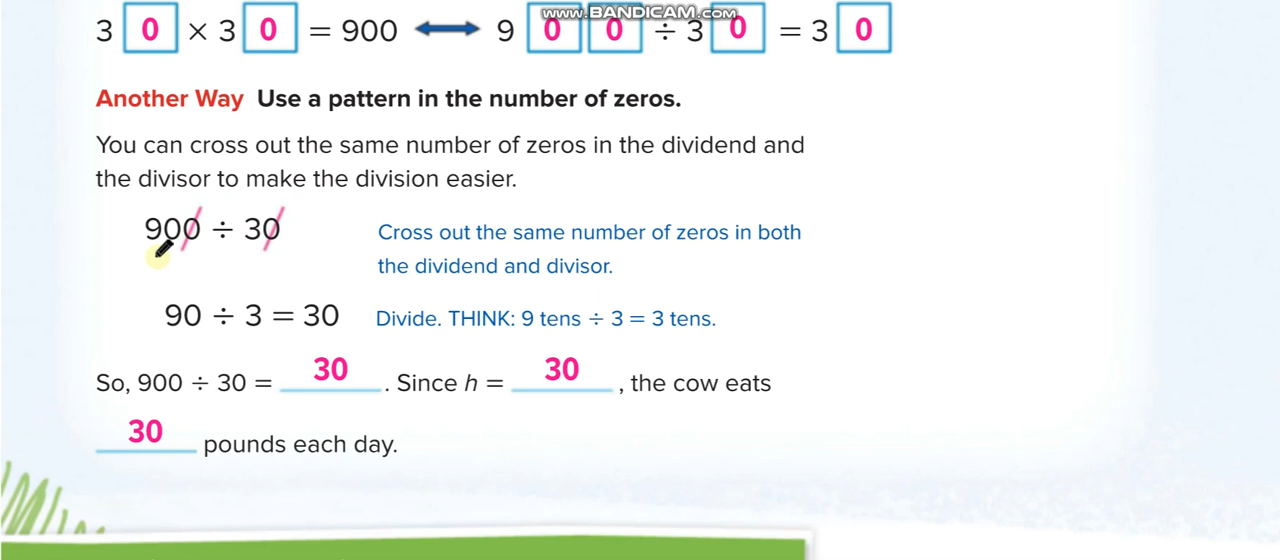 www.BANDICAM.com
3 0 × 3 0 = 900 ⟷ 9 0 0 ÷ 3 0 = 3 0
Another Way Use a pattern in the number of zeros.
You can cross out the same number of zeros in the dividend and
the divisor to make the division easier.
900 ÷ 30 Cross out the same number of zeros in both
the dividend and divisor.
90 ÷ 3 = 30 Divide. THINK: 9 tens ÷ 3 = 3 tens.
So, 900 ÷ 30 = 30 . Since h = 30 , the cow eats
30 pounds each day.